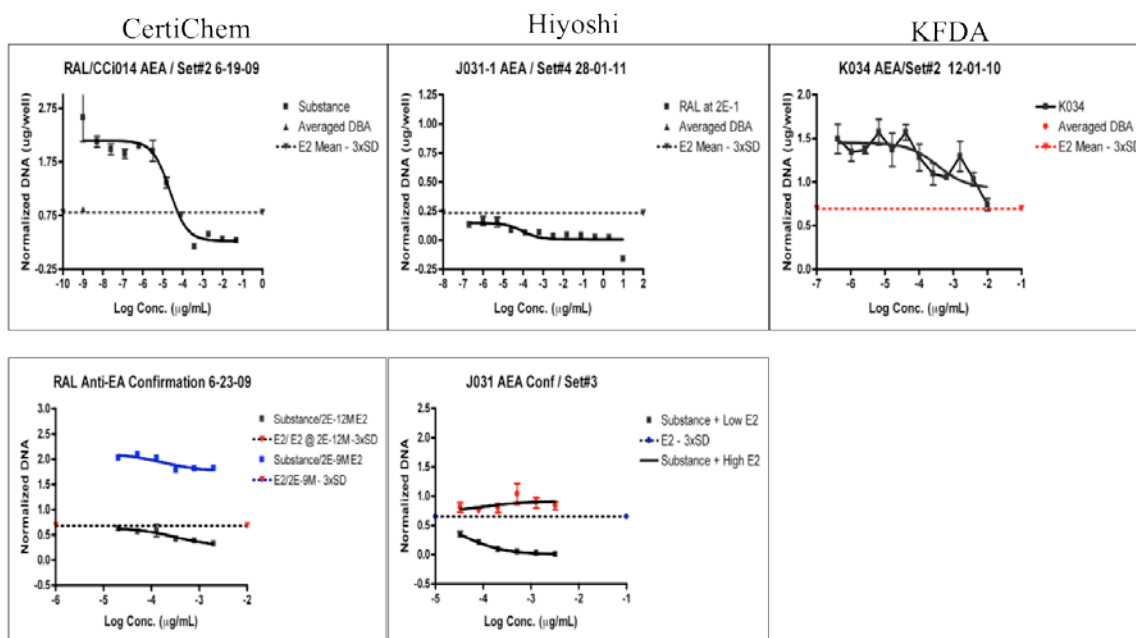 CertiChem
Hiyoshi
KFDA
RAL/CCi014 AEA / Set#2 6-19-09
Normalized DNA (ug/well)
2.75
1.75
0.75
-0.25
-10 -9 -8 -7 -6 -5 -4 -3 -2 -1 0
Log Conc. (µg/mL)
Substance
Averaged DBA
E2 Mean - 3xSD
J031-1 AEA / Set#4 28-01-11
Normalized DNA (ug/well)
1.25
1.00
0.75
0.50
0.25
0.00
-0.25
-8 -7 -6 -5 -4 -3 -2 -1 0 1 2
Log Conc. (µg/mL)
RAL at 2E-1
Averaged DBA
E2 Mean - 3xSD
K034 AEA/Set#2 12-01-10
Normalized DNA (ug/well)
2.0
1.5
1.0
0.5
0.0
-7 -6 -5 -4 -3 -2 -1
Log Conc. (µg/mL)
K034
Averaged DBA
E2 Mean - 3xSD
RAL Anti-EA Confirmation 6-23-09
Normalized DNA
3.0
2.5
2.0
1.5
1.0
0.5
0.0
-0.5
-6 -5 -4 -3 -2
Log Conc. (µg/mL)
Substance/2E-12M E2
E2/ E2 @ 2E-12M-3xSD
Substance/2E-9M E2
E2/2E-9M - 3xSD
J031 AEA Conf / Set#3
Normalized DNA
2.5
2.0
1.5
1.0
0.5
0.0
-0.5
-5 -4 -3 -2 -1
Log Conc. (µg/mL)
Substance + Low E2
E2 - 3xSD
Substance + High E2